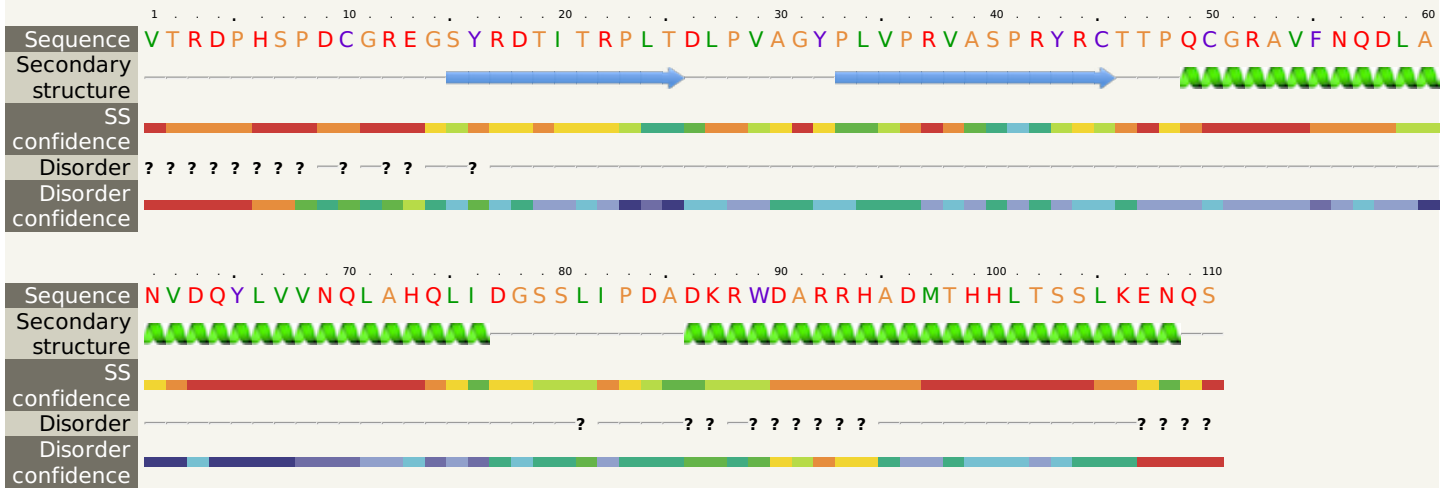 1 10 20 30 40 50 60
Sequence V T R D P H S P D C G R E G S Y R D T I T R P L T D L P V A G Y P L V P R V A S P R Y R C T T P Q C G R A V F N Q D L A
Secondary
structure
SS
confidence
Disorder ? ? ? ? ? ? ? ? ? ? ? ?
Disorder
confidence
70 80 90 100 110
Sequence N V D Q Y L V V N Q L A H Q L I D G S S L I P D A D K R W D A R R H A D M T H H L T S S L K E N Q S
Secondary
structure
SS
confidence
Disorder ? ? ? ? ? ? ? ? ? ? ? ? ?
Disorder
confidence